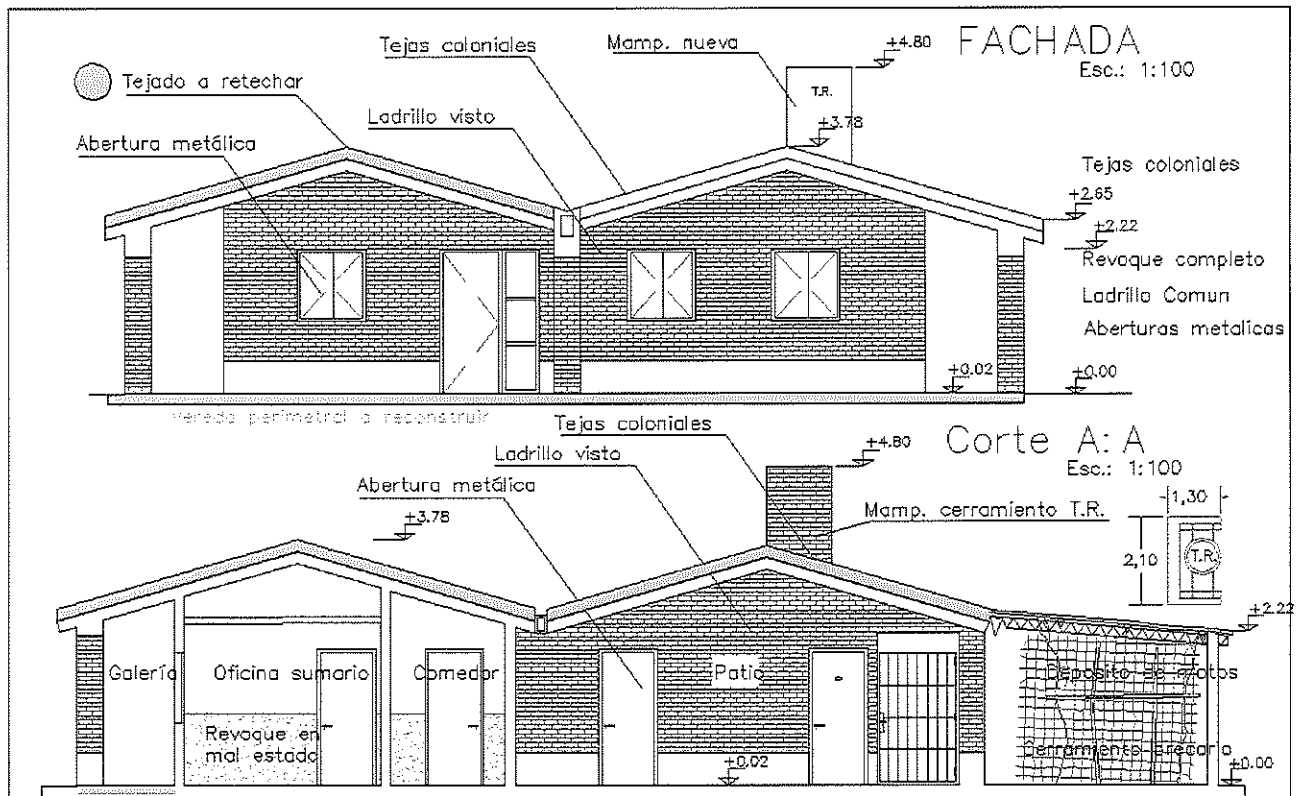 FACHADA
Esc.: 1:100
Tejas coloniales
Mamp. nueva
+4.80
T.R.
Tejado a retechar
Ladrillo visto
+3.78
Abertura metálica
Tejas coloniales
+2.65
+2.22
Revoque completo
Ladrillo Comun
Aberturas metalicas
+0.02
+0.00
Vereda perimetral a reconstruir
Corte A: A
Esc.: 1:100
Tejas coloniales
Ladrillo visto
+4.80
Abertura metálica
Mamp. cerramiento T.R.
1,30
2,10
T.R.
+3.78
+2.22
Galería
Oficina sumario
Comedor
Patio
Deposito de motos
Revoque en
mal estado
Cerramiento precario
+0.02
+0.00